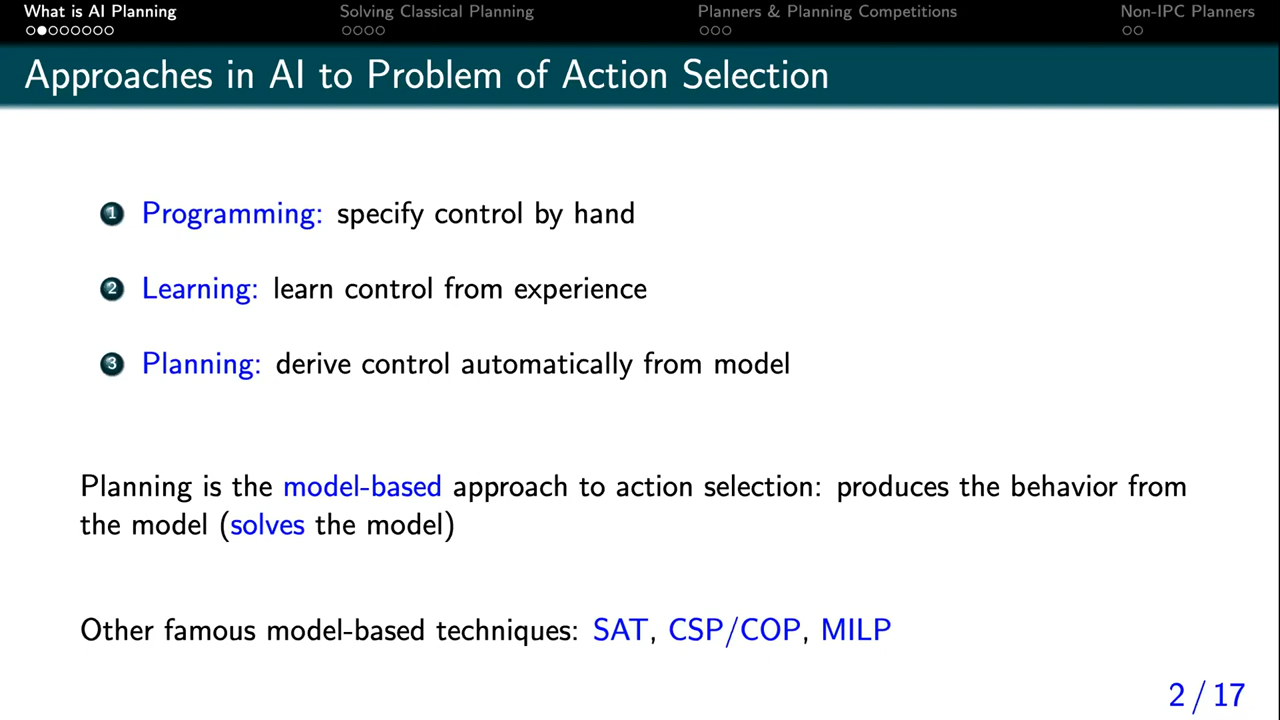 What is AI Planning
Solving Classical Planning
Planners & Planning Competitions
Non-IPC Planners
Approaches in AI to Problem of Action Selection
1 Programming: specify control by hand
2 Learning: learn control from experience
3 Planning: derive control automatically from model
Planning is the model-based approach to action selection: produces the behavior from
the model (solves the model)
Other famous model-based techniques: SAT, CSP/COP, MILP
2 / 17